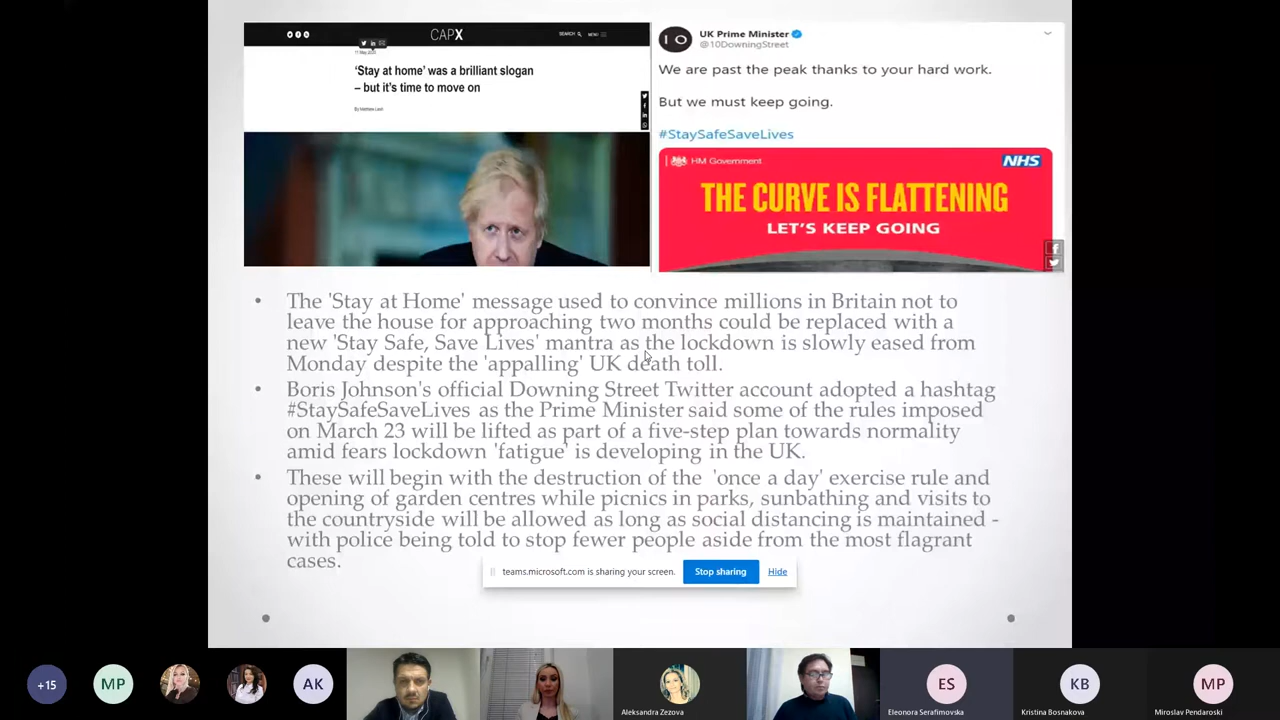 CAPX
SEARCH
MENU
11 May 2020
'Stay at home' was a brilliant slogan
– but it's time to move on
By Matthew Lesh
10
UK Prime Minister
@10DowningStreet
We are past the peak thanks to your hard work.
But we must keep going.
#StaySafeSaveLives
HM Government
NHS
THE CURVE IS FLATTENING
LET'S KEEP GOING
• The 'Stay at Home' message used to convince millions in Britain not to
leave the house for approaching two months could be replaced with a
new 'Stay Safe, Save Lives' mantra as the lockdown is slowly eased from
Monday despite the 'appalling' UK death toll.
• Boris Johnson's official Downing Street Twitter account adopted a hashtag
#StaySafeSaveLives as the Prime Minister said some of the rules imposed
on March 23 will be lifted as part of a five-step plan towards normality
amid fears lockdown 'fatigue' is developing in the UK.
• These will begin with the destruction of the 'once a day' exercise rule and
opening of garden centres while picnics in parks, sunbathing and visits to
the countryside will be allowed as long as social distancing is maintained -
with police being told to stop fewer people aside from the most flagrant
cases.
teams.microsoft.com is sharing your screen.
Stop sharing
Hide
+15
MP
AK
Aleksandra Zezova
ES
Eleonora Serafimovska
KB
Kristina Bosnakova
MP
Miroslav Pendaroski